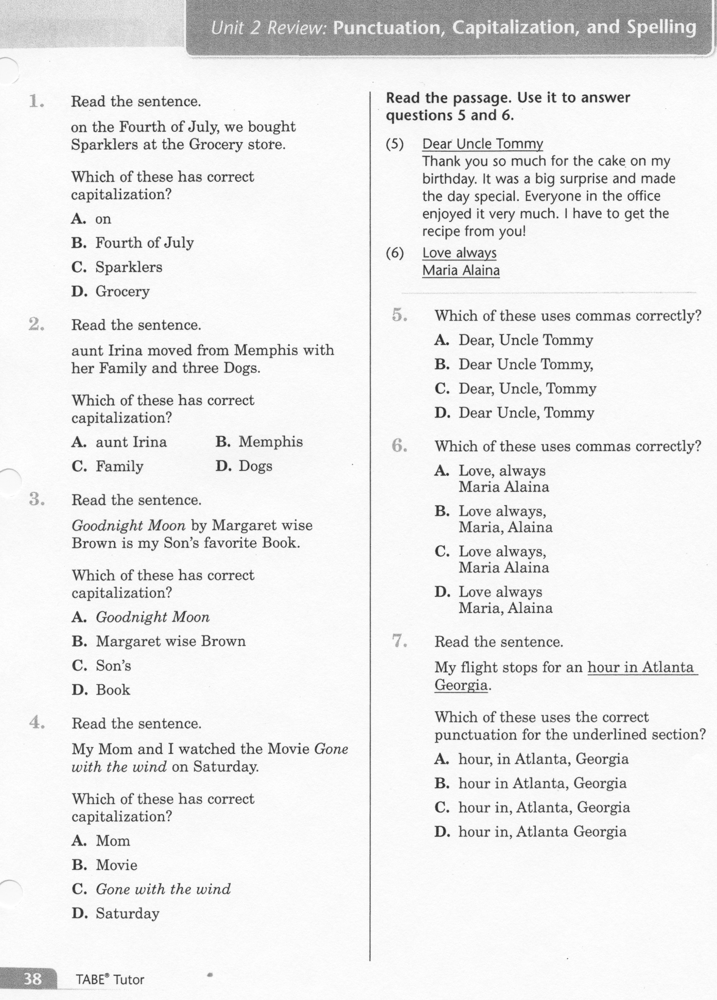 Unit 2 Review: Punctuation, Capitalization, and Spelling
1. Read the sentence.
on the Fourth of July, we bought
Sparklers at the Grocery store.
Which of these has correct
capitalization?
A. on
B. Fourth of July
C. Sparklers
D. Grocery
2. Read the sentence.
aunt Irina moved from Memphis with
her Family and three Dogs.
Which of these has correct
capitalization?
A. aunt Irina B. Memphis
C. Family D. Dogs
3. Read the sentence.
Goodnight Moon by Margaret wise
Brown is my Son's favorite Book.
Which of these has correct
capitalization?
A. Goodnight Moon
B. Margaret wise Brown
C. Son's
D. Book
4. Read the sentence.
My Mom and I watched the Movie Gone
with the wind on Saturday.
Which of these has correct
capitalization?
A. Mom
B. Movie
C. Gone with the wind
D. Saturday
Read the passage. Use it to answer
questions 5 and 6.
(5) Dear Uncle Tommy
Thank you so much for the cake on my
birthday. It was a big surprise and made
the day special. Everyone in the office
enjoyed it very much. I have to get the
recipe from you!
(6) Love always
Maria Alaina
5. Which of these uses commas correctly?
A. Dear, Uncle Tommy
B. Dear Uncle Tommy,
C. Dear, Uncle, Tommy
D. Dear Uncle, Tommy
6. Which of these uses commas correctly?
A. Love, always
Maria Alaina
B. Love always,
Maria, Alaina
C. Love always,
Maria Alaina
D. Love always
Maria, Alaina
7. Read the sentence.
My flight stops for an hour in Atlanta
Georgia.
Which of these uses the correct
punctuation for the underlined section?
A. hour, in Atlanta, Georgia
B. hour in Atlanta, Georgia
C. hour in, Atlanta, Georgia
D. hour in, Atlanta Georgia
38 TABE® Tutor